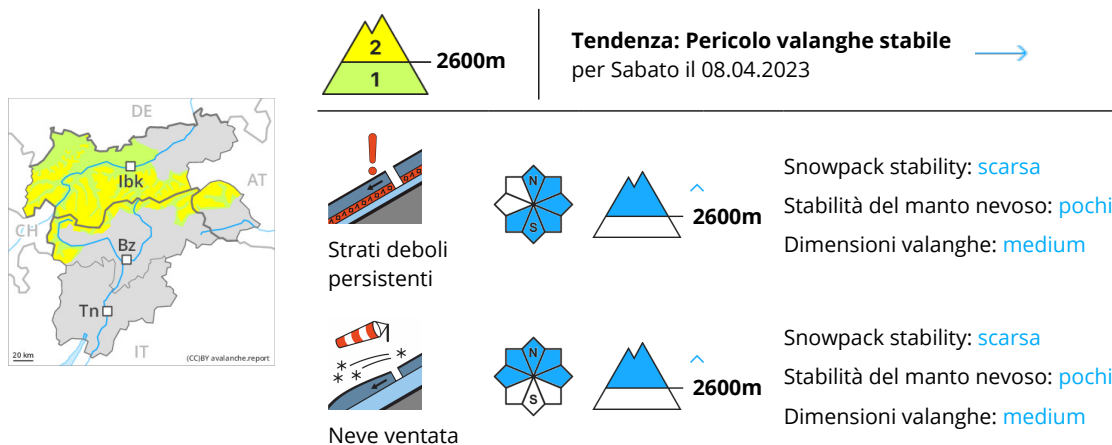 2
1
2600m
Tendenza: Pericolo valanghe stabile
per Sabato il 08.04.2023
DE
Ibk
AT
CH
Bz
Tn
IT
20 km
(CC)BY avalanche.report
Strati deboli
persistenti
N
S
2600m
Snowpack stability: scarsa
Stabilità del manto nevoso: pochi
Dimensioni valanghe: medium
Neve ventata
N
S
2600m
Snowpack stability: scarsa
Stabilità del manto nevoso: pochi
Dimensioni valanghe: medium